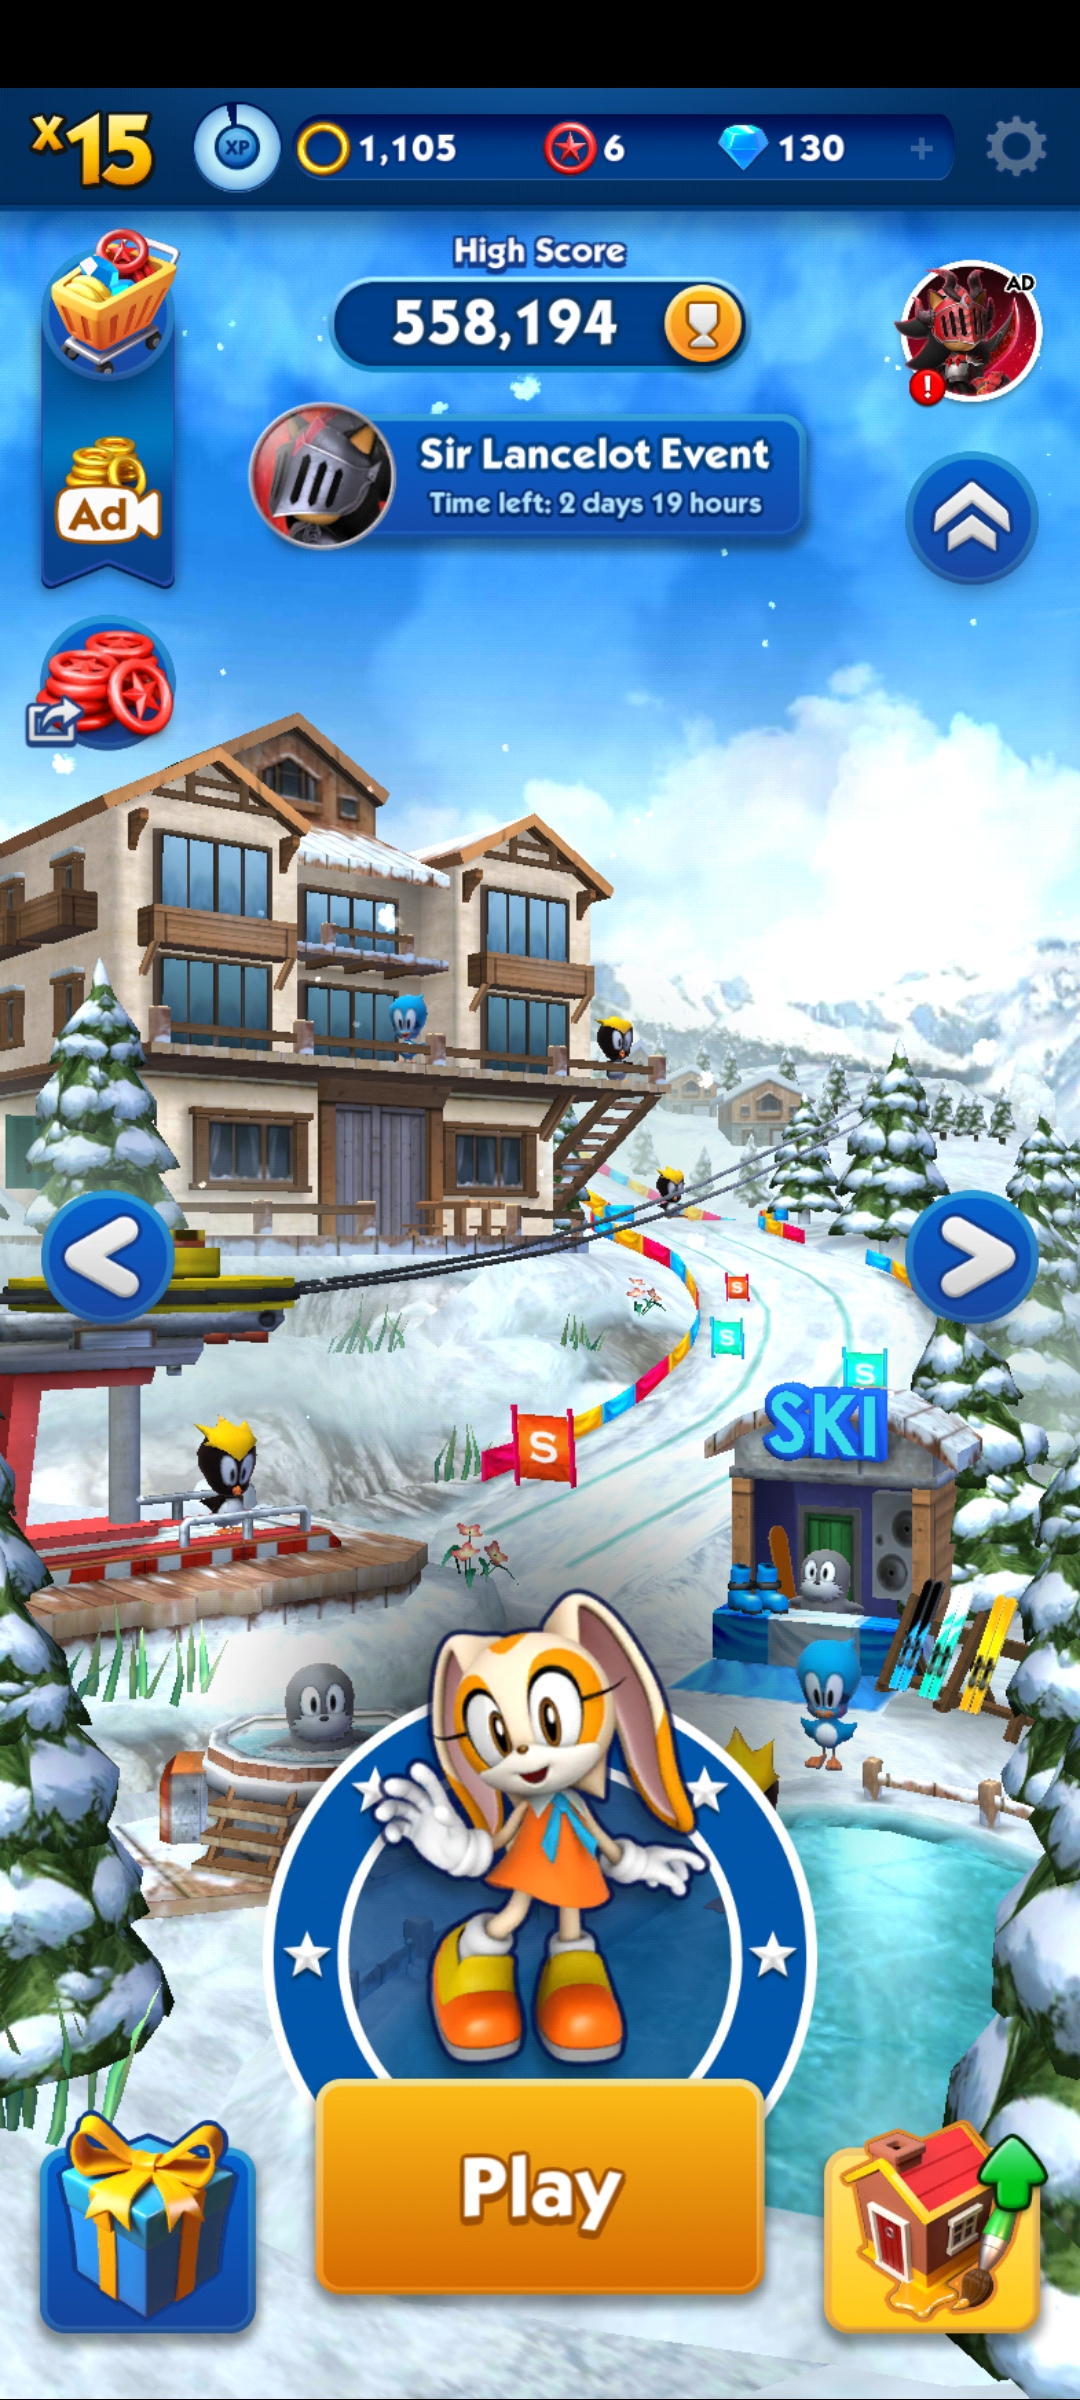 x15
XP
1,105
6
130
+
High Score
558,194
AD
!
Sir Lancelot Event
Time left: 2 days 19 hours
Ad
S
S
S
S
SKI
Play